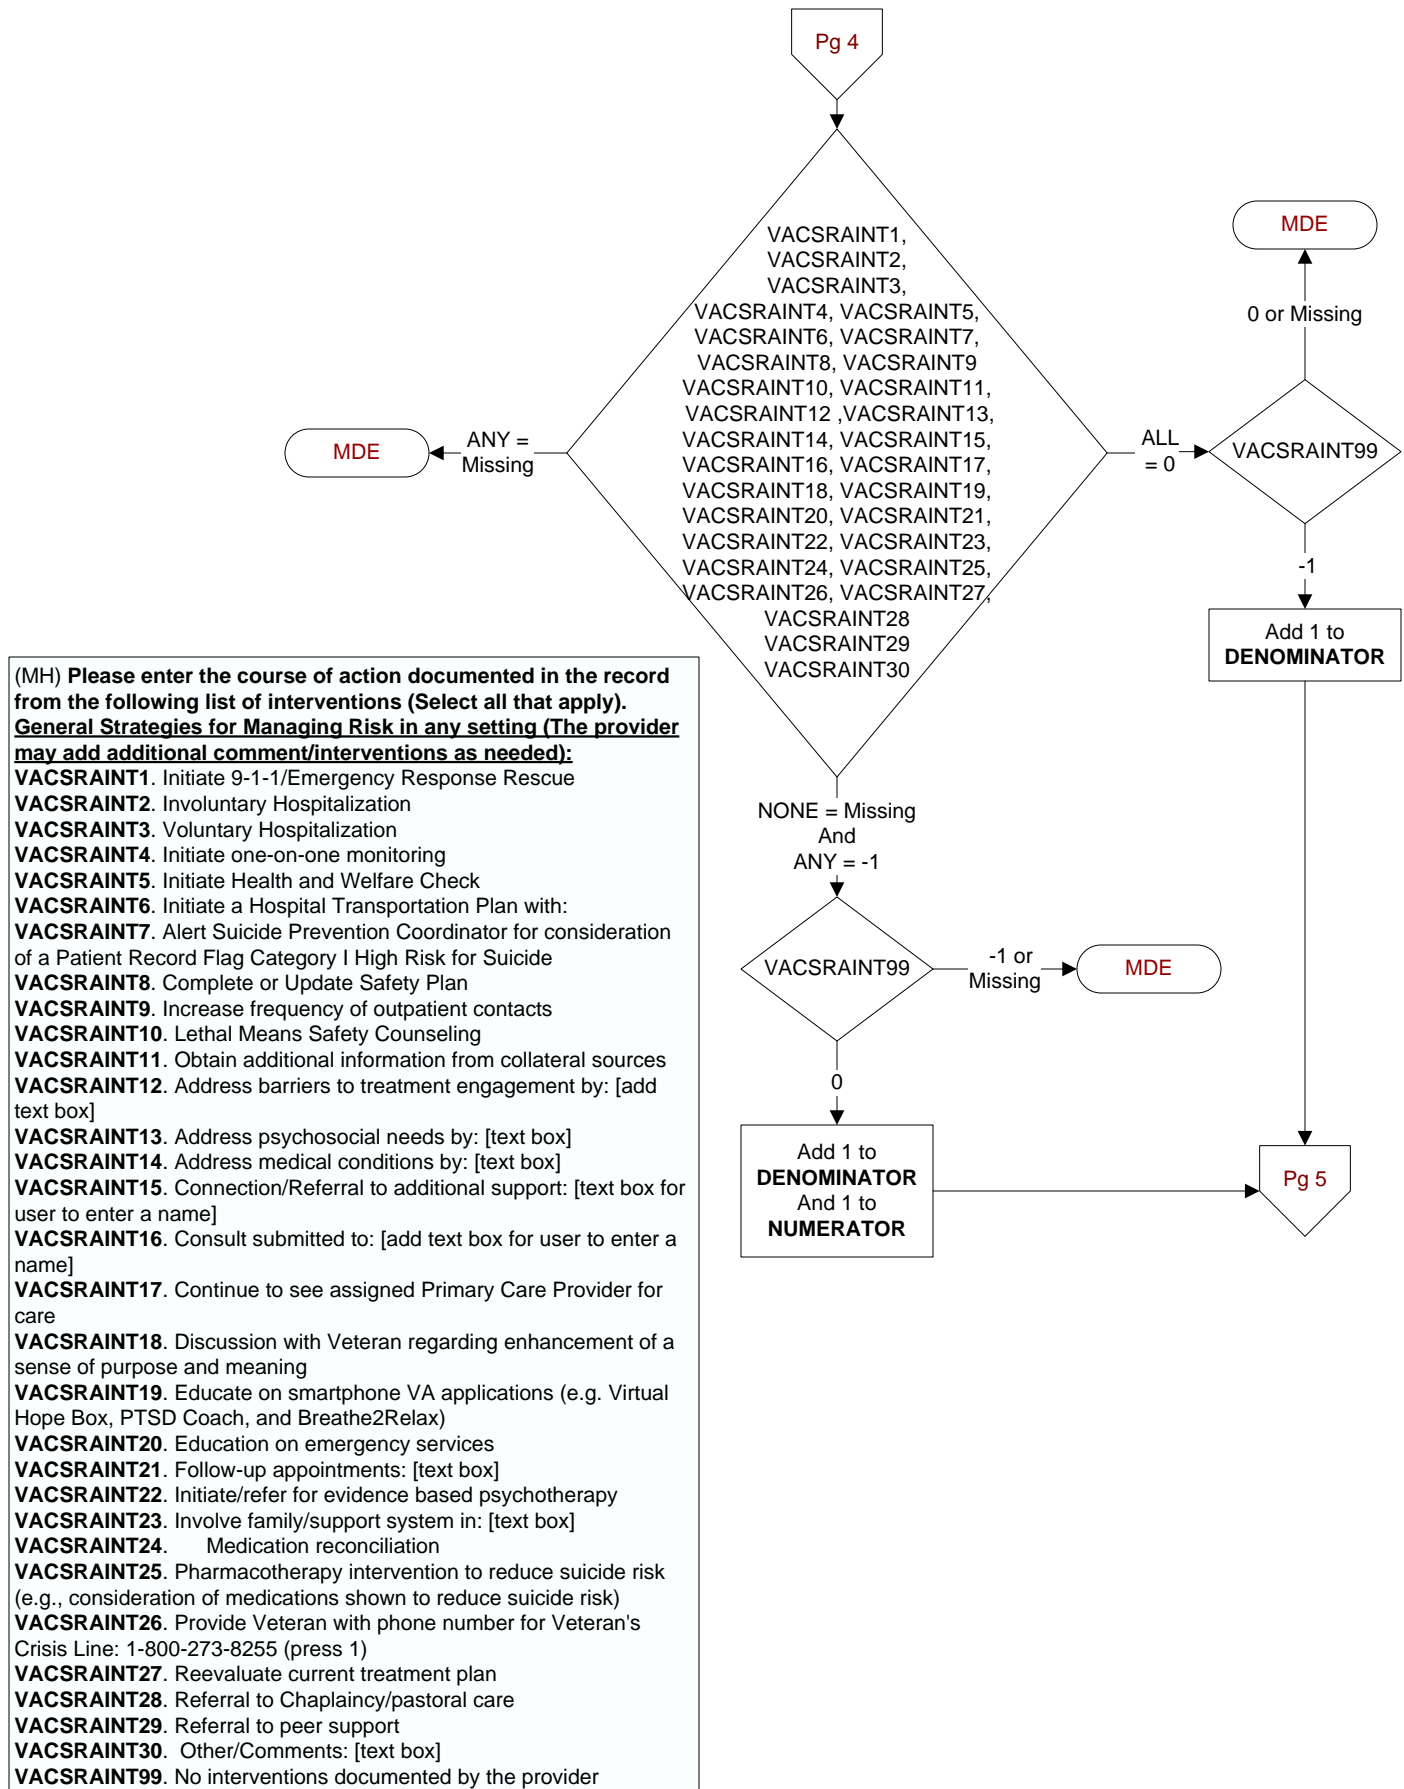 Pg 4
VACSRAINT1,
VACSRAINT2,
VACSRAINT3,
VACSRAINT4, VACSRAINT5,
VACSRAINT6, VACSRAINT7,
VACSRAINT8, VACSRAINT9
VACSRAINT10, VACSRAINT11,
VACSRAINT12 ,VACSRAINT13,
VACSRAINT14, VACSRAINT15,
VACSRAINT16, VACSRAINT17,
VACSRAINT18, VACSRAINT19,
VACSRAINT20, VACSRAINT21,
VACSRAINT22, VACSRAINT23,
VACSRAINT24, VACSRAINT25,
VACSRAINT26, VACSRAINT27,
VACSRAINT28
VACSRAINT29
VACSRAINT30
ANY =
Missing
MDE
ALL
= 0
VACSRAINT99
0 or Missing
MDE
-1
Add 1 to
DENOMINATOR
NONE = Missing
And
ANY = -1
VACSRAINT99
-1 or
Missing
MDE
0
Add 1 to
DENOMINATOR
And 1 to
NUMERATOR
Pg 5
(MH) Please enter the course of action documented in the record
from the following list of interventions (Select all that apply).
General Strategies for Managing Risk in any setting (The provider
may add additional comment/interventions as needed):
VACSRAINT1. Initiate 9-1-1/Emergency Response Rescue
VACSRAINT2. Involuntary Hospitalization
VACSRAINT3. Voluntary Hospitalization
VACSRAINT4. Initiate one-on-one monitoring
VACSRAINT5. Initiate Health and Welfare Check
VACSRAINT6. Initiate a Hospital Transportation Plan with:
VACSRAINT7. Alert Suicide Prevention Coordinator for consideration
of a Patient Record Flag Category I High Risk for Suicide
VACSRAINT8. Complete or Update Safety Plan
VACSRAINT9. Increase frequency of outpatient contacts
VACSRAINT10. Lethal Means Safety Counseling
VACSRAINT11. Obtain additional information from collateral sources
VACSRAINT12. Address barriers to treatment engagement by: [add
text box]
VACSRAINT13. Address psychosocial needs by: [text box]
VACSRAINT14. Address medical conditions by: [text box]
VACSRAINT15. Connection/Referral to additional support: [text box for
user to enter a name]
VACSRAINT16. Consult submitted to: [add text box for user to enter a
name]
VACSRAINT17. Continue to see assigned Primary Care Provider for
care
VACSRAINT18. Discussion with Veteran regarding enhancement of a
sense of purpose and meaning
VACSRAINT19. Educate on smartphone VA applications (e.g. Virtual
Hope Box, PTSD Coach, and Breathe2Relax)
VACSRAINT20. Education on emergency services
VACSRAINT21. Follow-up appointments: [text box]
VACSRAINT22. Initiate/refer for evidence based psychotherapy
VACSRAINT23. Involve family/support system in: [text box]
VACSRAINT24. Medication reconciliation
VACSRAINT25. Pharmacotherapy intervention to reduce suicide risk
(e.g., consideration of medications shown to reduce suicide risk)
VACSRAINT26. Provide Veteran with phone number for Veteran's
Crisis Line: 1-800-273-8255 (press 1)
VACSRAINT27. Reevaluate current treatment plan
VACSRAINT28. Referral to Chaplaincy/pastoral care
VACSRAINT29. Referral to peer support
VACSRAINT30. Other/Comments: [text box]
VACSRAINT99. No interventions documented by the provider